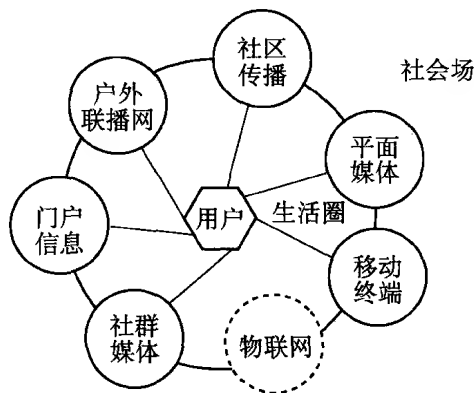 社区
传播
社会场
户外
联播网
平面
媒体
门户
信息
用户
生活圈
移动
终端
社群
媒体
物联网